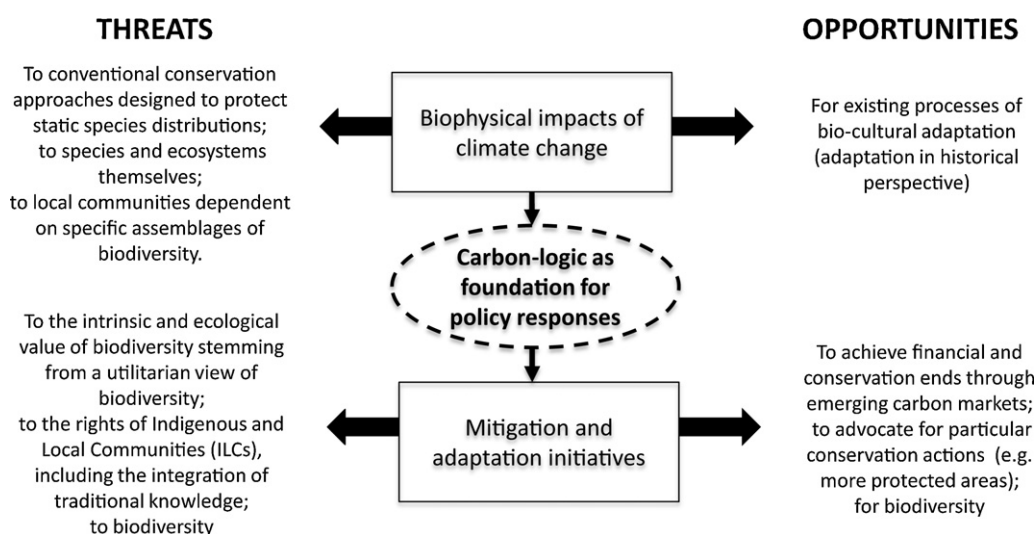 THREATS
To conventional conservation
approaches designed to protect
static species distributions;
to species and ecosystems
themselves;
to local communities dependent
on specific assemblages of
biodiversity.
To the intrinsic and ecological
value of biodiversity stemming
from a utilitarian view of
biodiversity;
to the rights of Indigenous and
Local Communities (ILCs),
including the integration of
traditional knowledge;
to biodiversity
Biophysical impacts of
climate change
Carbon-logic as
foundation for
policy responses
Mitigation and
adaptation initiatives
OPPORTUNITIES
For existing processes of
bio-cultural adaptation
(adaptation in historical
perspective)
To achieve financial and
conservation ends through
emerging carbon markets;
to advocate for particular
conservation actions (e.g.
more protected areas);
for biodiversity